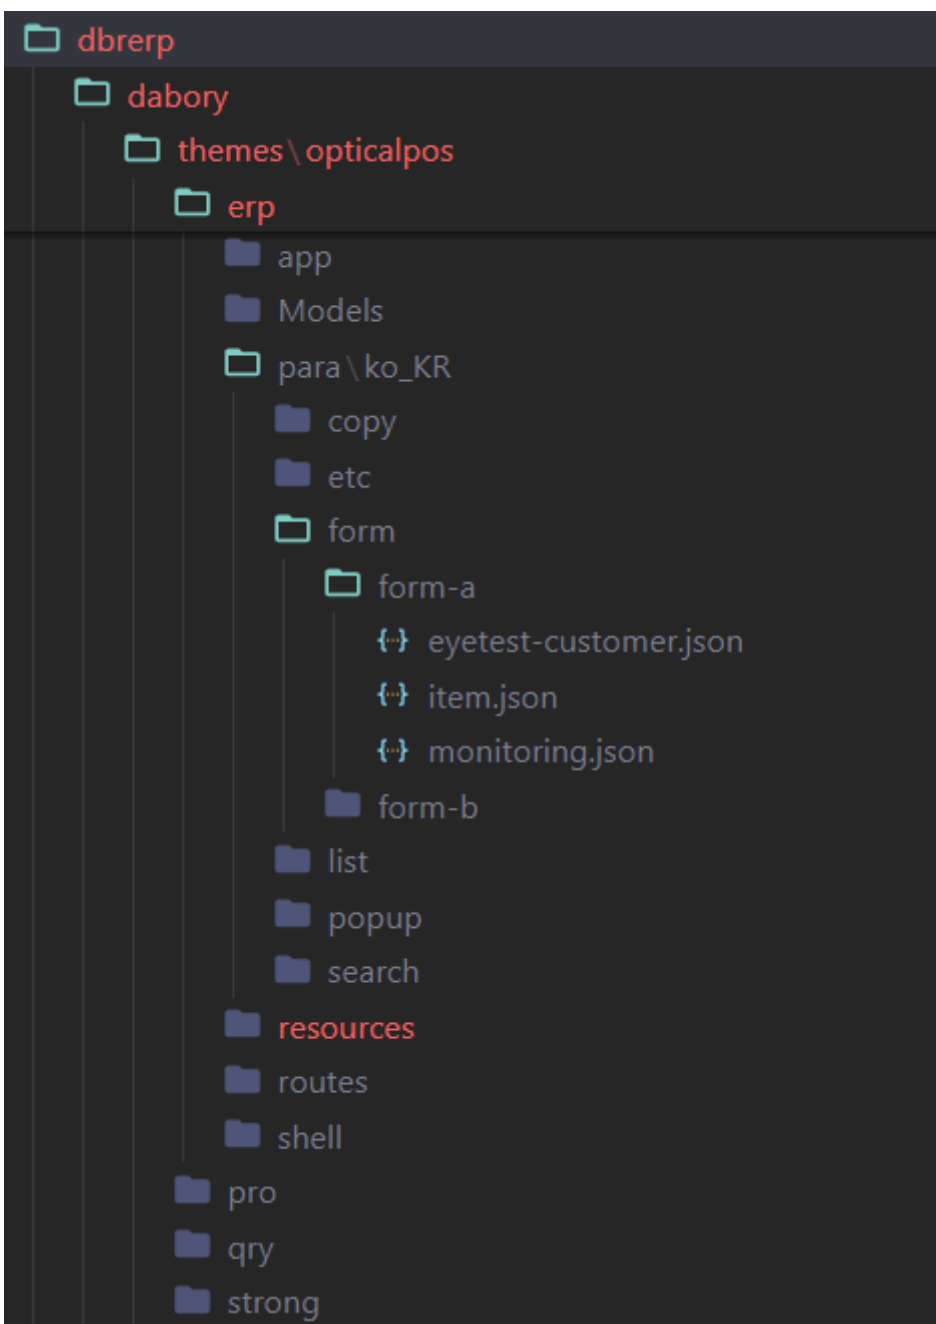 dbrerp
dabory
themes\opticalpos
erp
app
Models
para\ko_KR
copy
etc
form
form-a
eyetest-customer.json
item.json
monitoring.json
form-b
list
popup
search
resources
routes
shell
pro
qry
strong